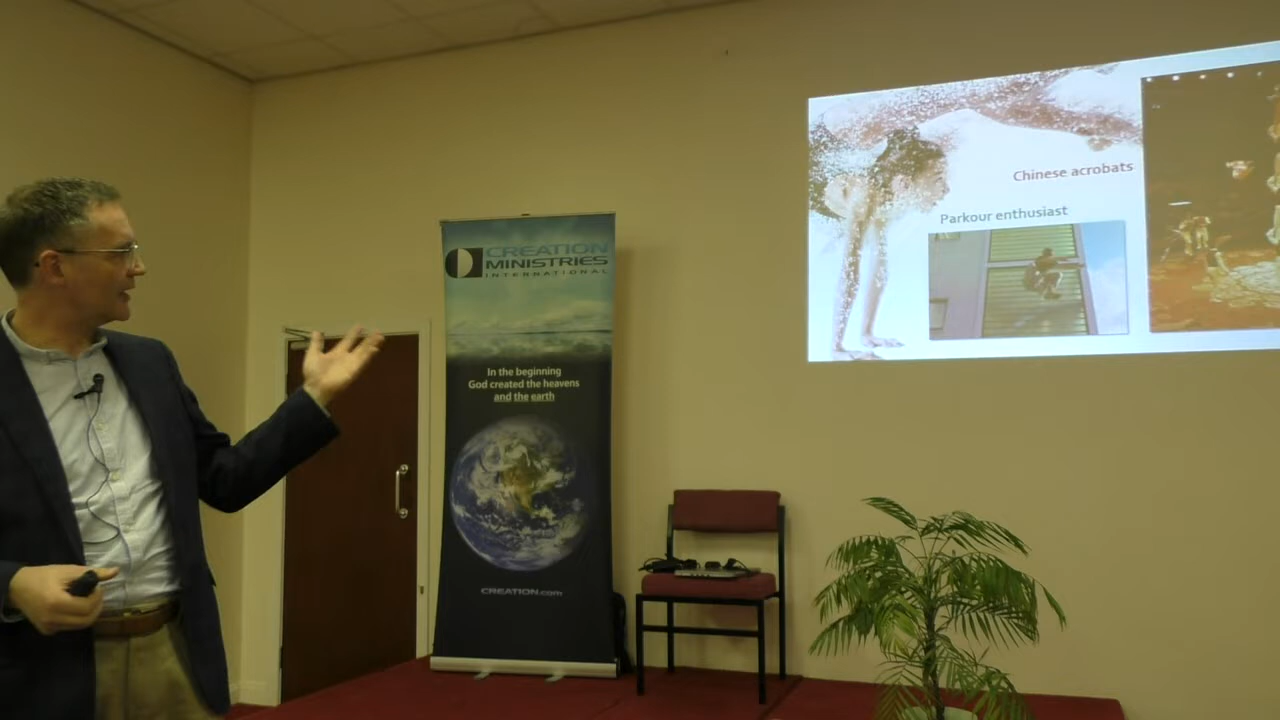 CREATION
MINISTRIES
INTERNATIONAL
In the beginning
God created the heavens
and the earth
CREATION.com
Chinese acrobats
Parkour enthusiast